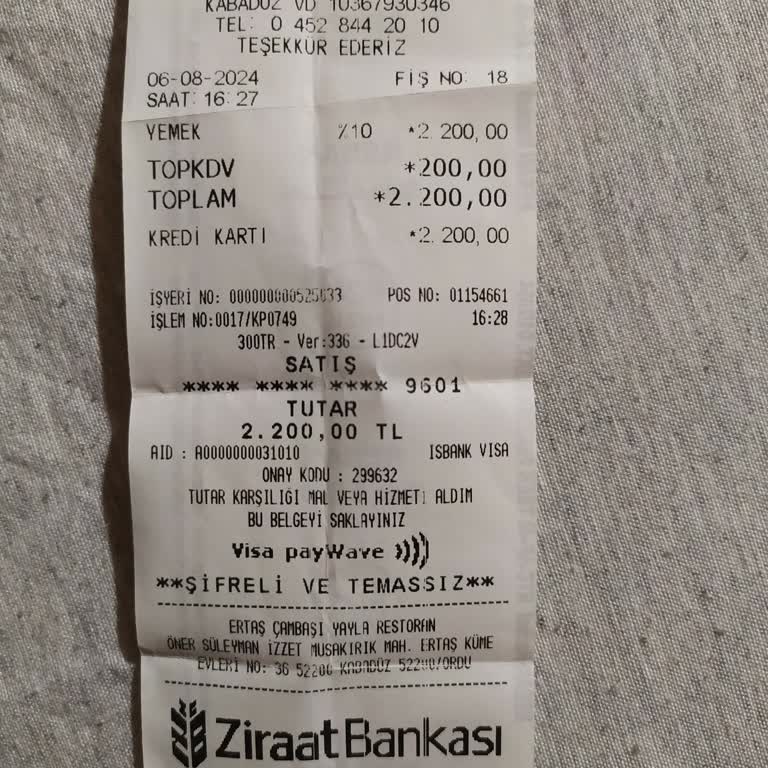 KABADÜZ VD 10367930346
TEL: 0 452 844 20 10
TEŞEKKÜR EDERİZ
06-08-2024 FİŞ NO: 18
SAAT: 16:27
YEMEK %10 *2.200,00
TOPKDV *200,00
TOPLAM *2.200,00
KREDİ KARTI *2.200,00
İŞYERİ NO: POS NO: 01154661
İŞLEM NO:0017/KP0749 16:28
300TR - Ver:336 - L1DC2V
SATIŞ
**** **** **** 9601
TUTAR
2.200,00 TL
AID : A0000000031010 ISBANK VISA
ONAY KODU : 299632
TUTAR KARŞILIĞI MAL VEYA HİZMETİ ALDIM
BU BELGEYİ SAKLAYINIZ
Visa payWave
**ŞİFRELİ VE TEMASSIZ**
ERTAŞ ÇAMBAŞI YAYLA RESTORAN
ÖNER SÜLEYMAN İZZET MUSAKIRIK MAH. ERTAŞ KÜME
EVLERİ NO: 36 52200 KABADÜZ 52200/ORDU
Ziraat Bankası